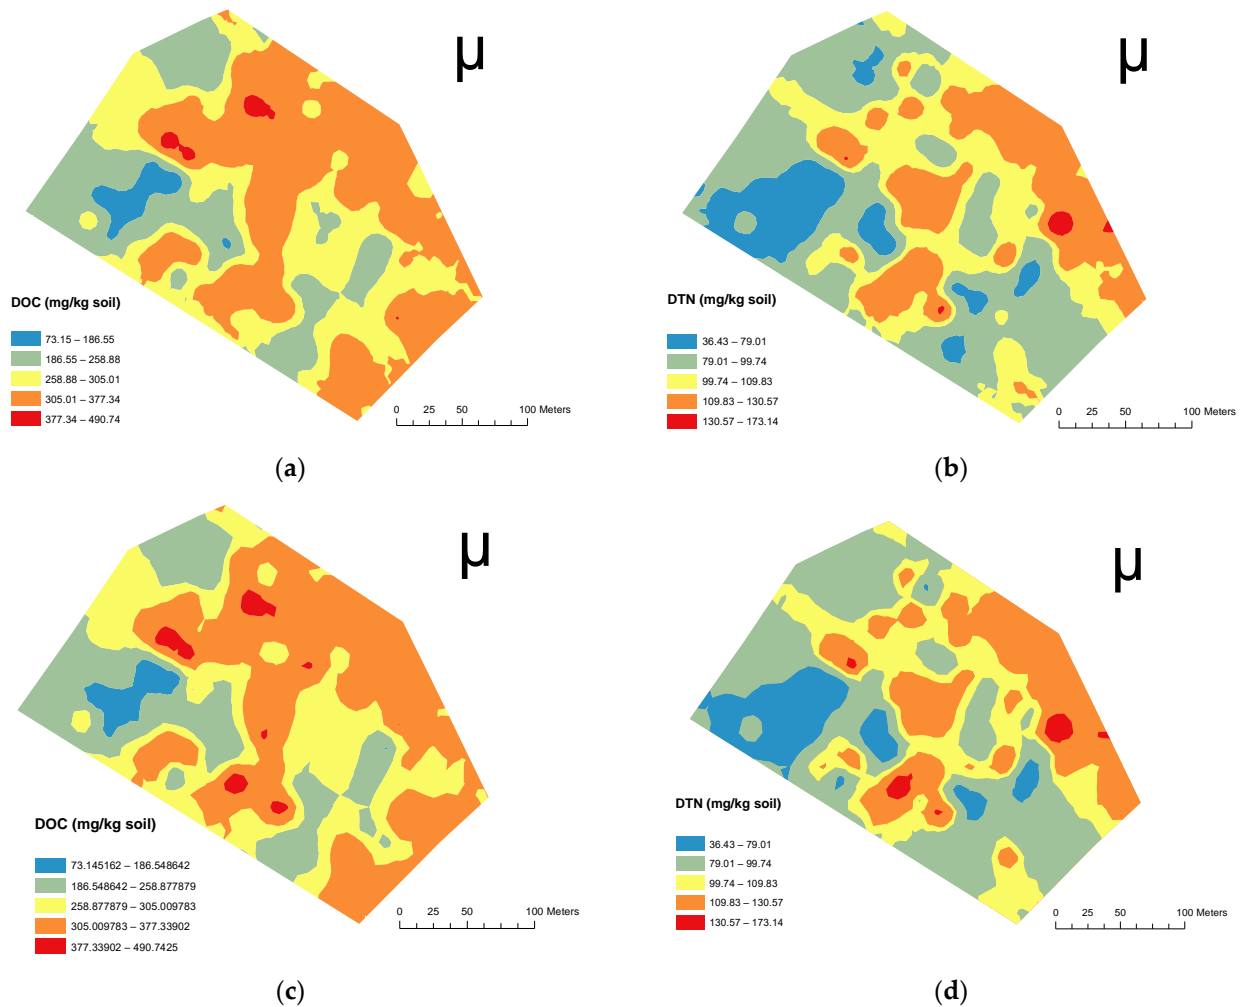 μ
DOC (mg/kg soil)
73.15 – 186.55
186.55 – 258.88
258.88 – 305.01
305.01 – 377.34
377.34 – 490.74
0 25 50 100 Meters
(a)
μ
DTN (mg/kg soil)
36.43 – 79.01
79.01 – 99.74
99.74 – 109.83
109.83 – 130.57
130.57 – 173.14
0 25 50 100 Meters
(b)
μ
DOC (mg/kg soil)
73.145162 – 186.548642
186.548642 – 258.877879
258.877879 – 305.009783
305.009783 – 377.33902
377.33902 – 490.7425
0 25 50 100 Meters
(c)
μ
DTN (mg/kg soil)
36.43 – 79.01
79.01 – 99.74
99.74 – 109.83
109.83 – 130.57
130.57 – 173.14
0 25 50 100 Meters
(d)